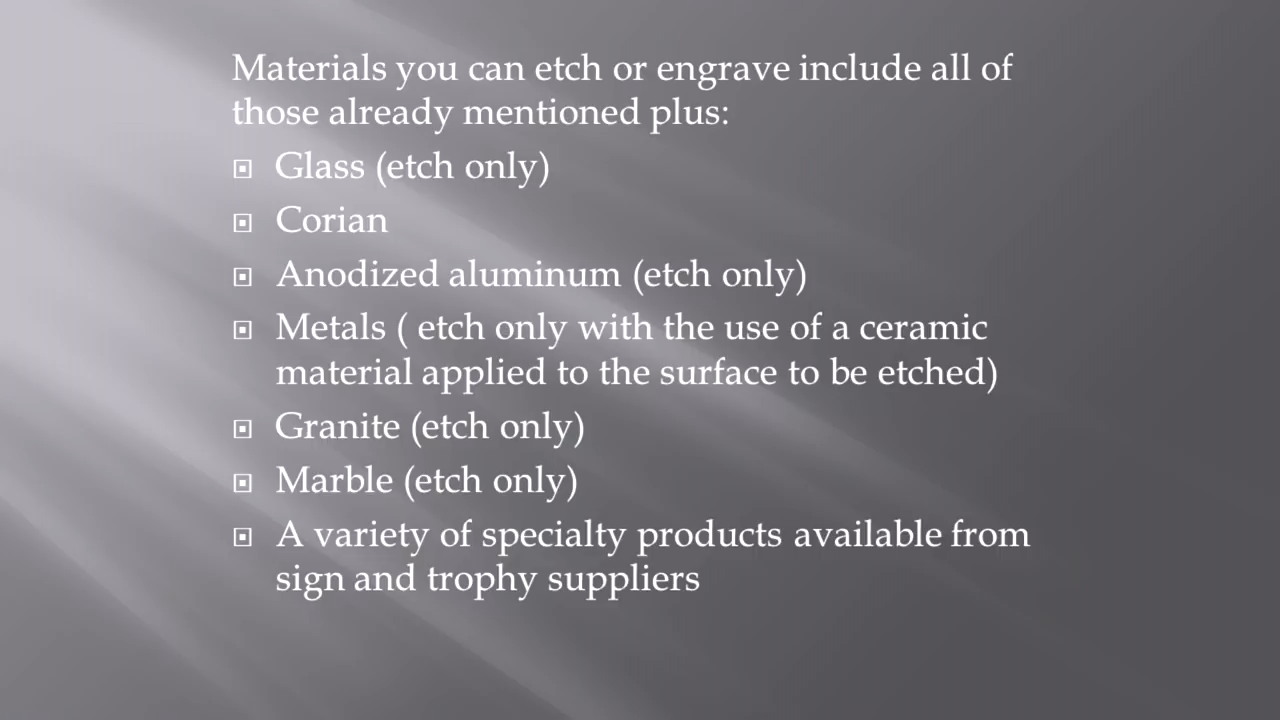 Materials you can etch or engrave include all of
those already mentioned plus:
Glass (etch only)
Corian
Anodized aluminum (etch only)
Metals ( etch only with the use of a ceramic
material applied to the surface to be etched)
Granite (etch only)
Marble (etch only)
A variety of specialty products available from
sign and trophy suppliers